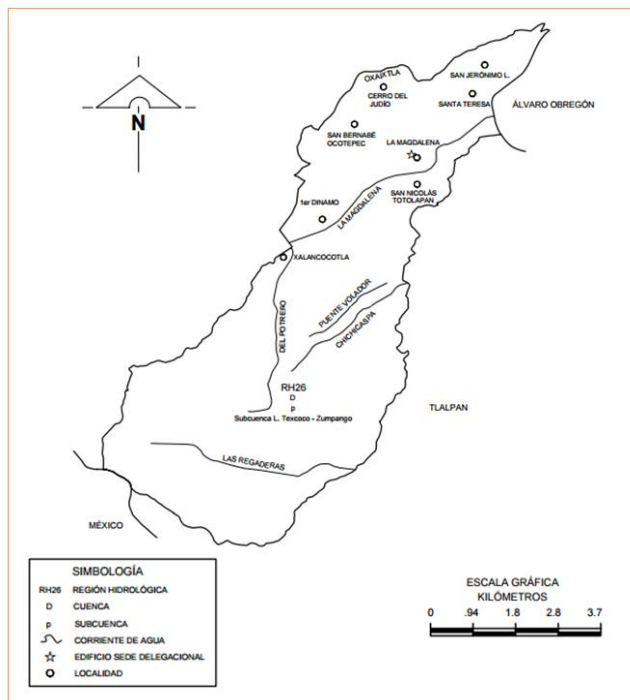 OXAIXTLA
SAN JERÓNIMO L.
CERRO DEL
JUDÍO
SANTA TERESA
ÁLVARO OBREGÓN
N
SAN BERNABÉ
OCOTEPEC
LA MAGDALENA
SAN NICOLÁS
TOTOLAPAN
1er DINAMO
LA MAGDALENA
XALANCOCOTLA
DEL POTRERO
PUENTE VOLADOR
CHICHICASPA
RH26
D
p
Subcuenca L. Texcoco - Zumpango
TLALPAN
LAS REGADERAS
MÉXICO
SIMBOLOGÍA
RH26 REGIÓN HIDROLÓGICA
D CUENCA
p SUBCUENCA
CORRIENTE DE AGUA
EDIFICIO SEDE DELEGACIONAL
LOCALIDAD
ESCALA GRÁFICA
KILÓMETROS
0 .94 1.8 2.8 3.7